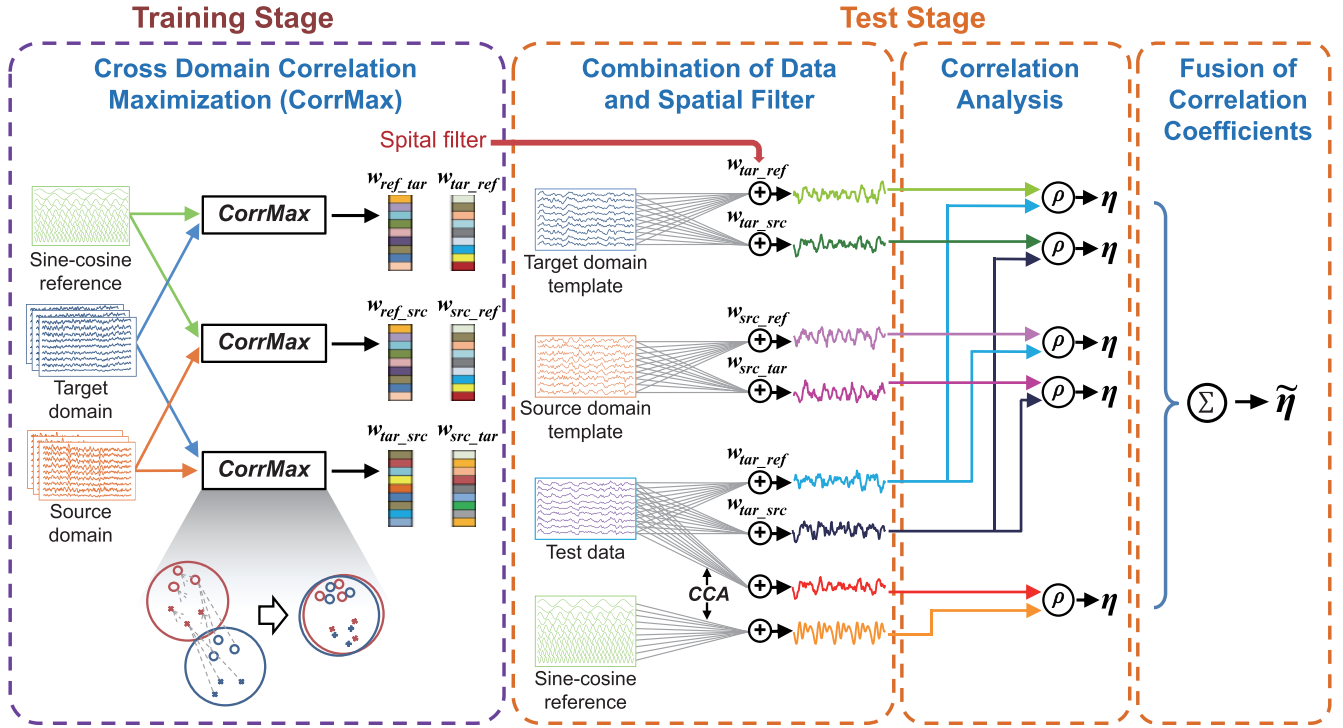 Training Stage
Test Stage
Cross Domain Correlation
Maximization (CorrMax)
Combination of Data
and Spatial Filter
Correlation
Analysis
Fusion of
Correlation
Coefficients
Spital filter
Sine-cosine
reference
Target
domain
Source
domain
CorrMax
CorrMax
CorrMax
w_ref_tar
w_tar_ref
w_ref_src
w_src_ref
w_tar_src
w_src_tar
Target domain
template
Source domain
template
Test data
CCA
Sine-cosine
reference
w_tar_ref
+
w_tar_src
+
w_src_ref
+
w_src_tar
+
w_tar_ref
+
w_tar_src
+
+
+
ρ η
ρ η
ρ η
ρ η
ρ η
Σ η̃